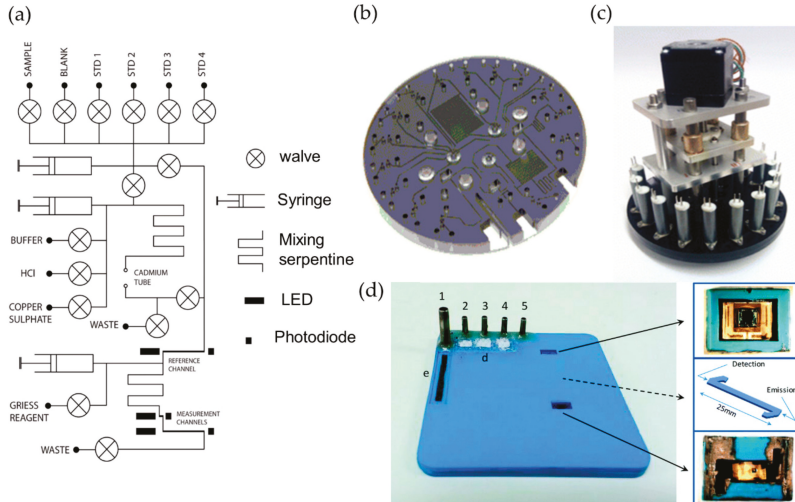 (a)
SAMPLE
BLANK
STD 1
STD 2
STD 3
STD 4
walve
Syringe
Mixing
serpentine
LED
Photodiode
BUFFER
HCl
COPPER
SULPHATE
CADMIUM
TUBE
WASTE
REFERENCE
CHANNEL
GRIESS
REAGENT
MEASUREMENT
CHANNELS
WASTE
(b)
(c)
(d)
1
2
3
4
5
d
e
Detection
Emission
25mm